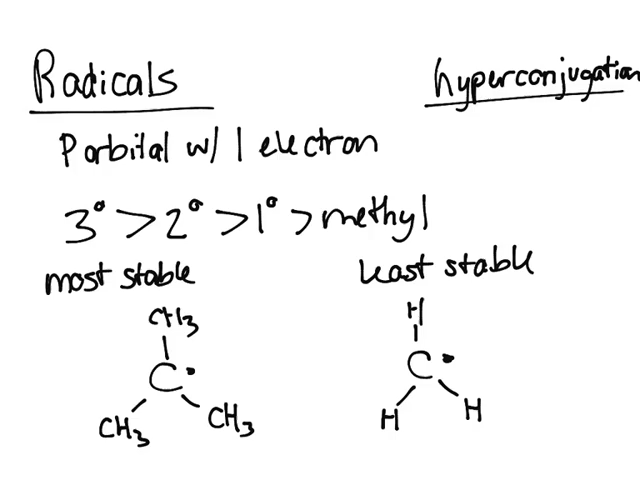 Radicals
hyperconjugation
P orbital w/ 1 electron
3° > 2° > 1° > methyl
most stable
least stable
CH3
H
C•
C•
CH3
CH3
H
H